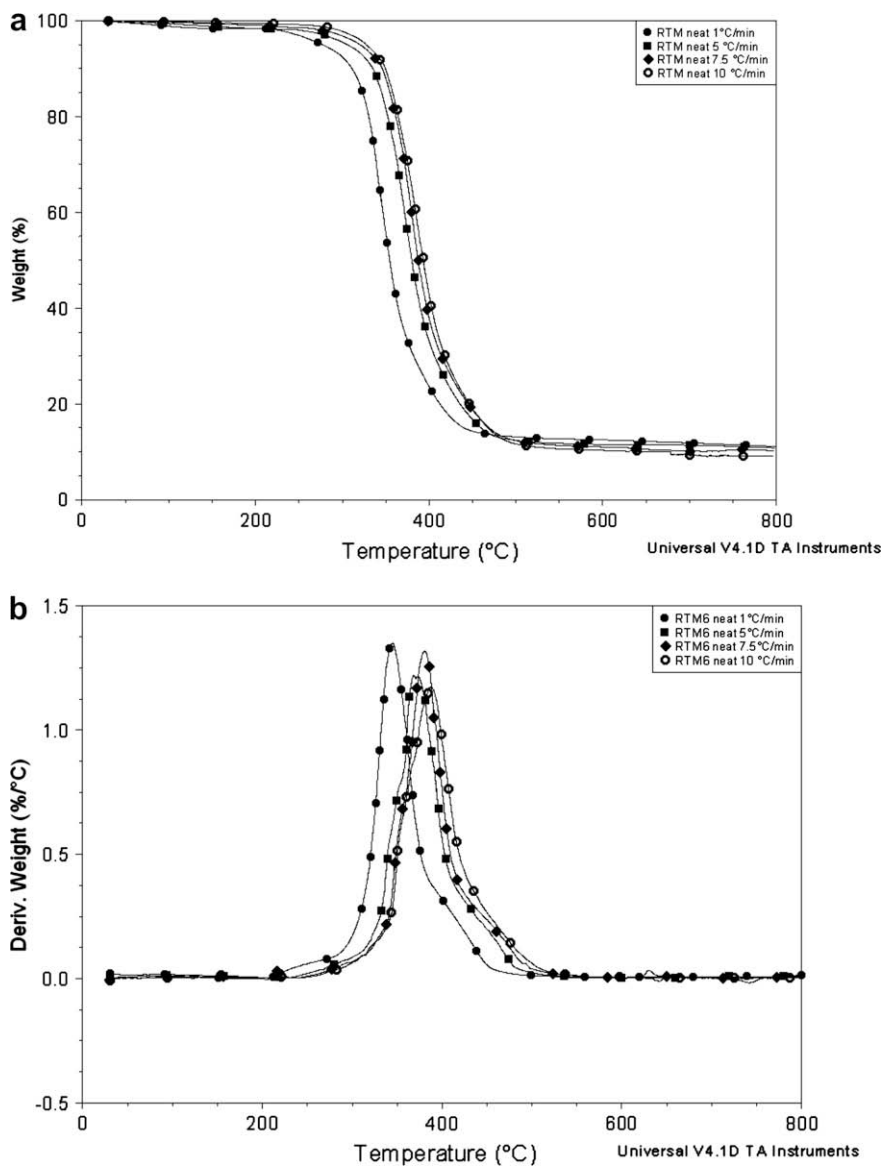 a
RTM neat 1°C/min
RTM neat 5 °C/min
RTM neat 7.5 °C/min
RTM neat 10 °C/min
100
80
60
40
20
0
Weight (%)
0
200
400
600
800
Temperature (°C)
Universal V4.1D TA Instruments
b
RTM6 neat 1°C/min
RTM6 neat 5°C/min
RTM6 neat 7.5°C/min
RTM6 neat 10 °C/min
1.5
1.0
0.5
0.0
-0.5
Deriv. Weight (%/°C)
0
200
400
600
800
Temperature (°C)
Universal V4.1D TA Instruments